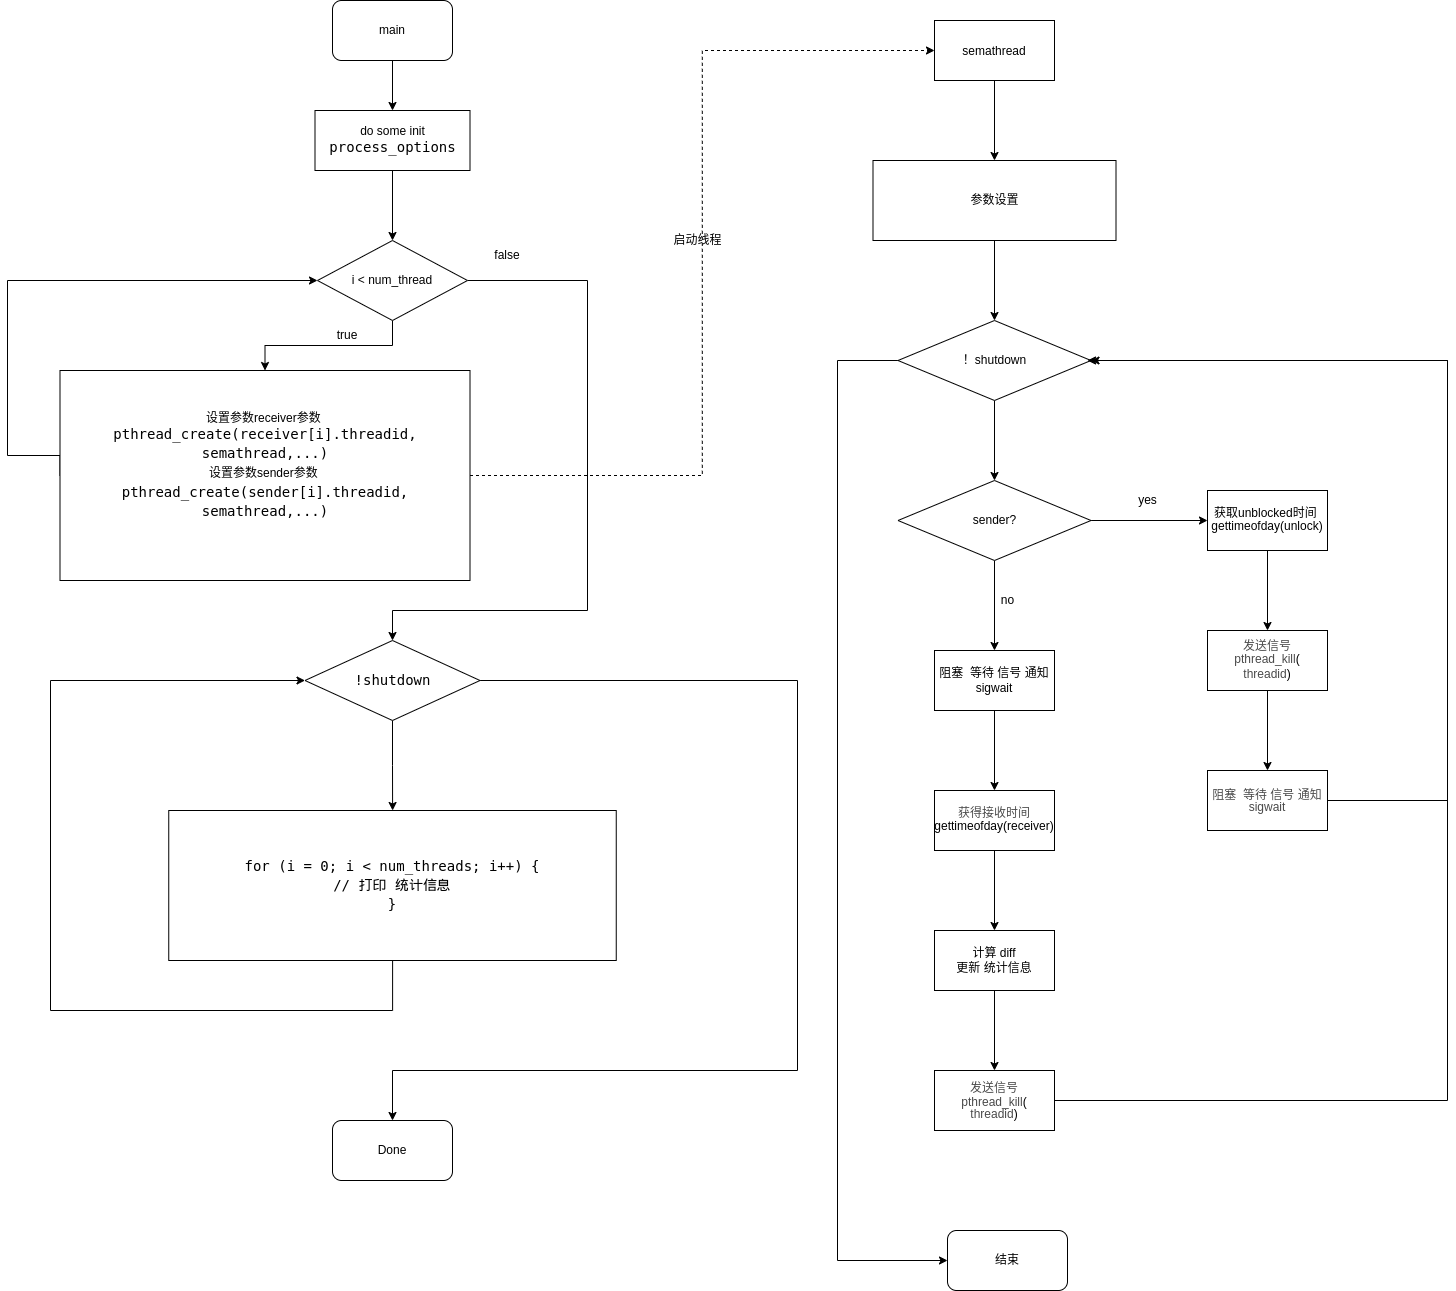 main
do some init
process_options
i < num_thread
false
true
设置参数receiver参数
pthread_create(receiver[i].threadid,
semathread,...)
设置参数sender参数
pthread_create(sender[i].threadid,
semathread,...)
!shutdown
for (i = 0; i < num_threads; i++) {
// 打印 统计信息
}
Done
启动线程
semathread
参数设置
！ shutdown
sender?
yes
no
获取unblocked时间
gettimeofday(unlock)
发送信号
pthread_kill(
threadid)
阻塞 等待 信号 通知
sigwait
阻塞 等待 信号 通知
sigwait
获得接收时间
gettimeofday(receiver)
计算 diff
更新 统计信息
发送信号
pthread_kill(
threadid)
结束